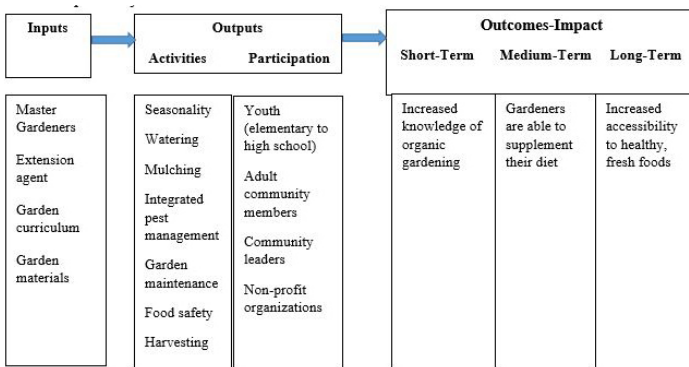 Inputs
Outputs
Activities Participation
Outcomes-Impact
Short-Term Medium-Term Long-Term
Master
Gardeners
Extension
agent
Garden
curriculum
Garden
materials
Seasonality
Watering
Mulching
Integrated
pest
management
Garden
maintenance
Food safety
Harvesting
Youth
(elementary to
high school)
Adult
community
members
Community
leaders
Non-profit
organizations
Increased
knowledge of
organic
gardening
Gardeners
are able to
supplement
their diet
Increased
accessibility
to healthy,
fresh foods